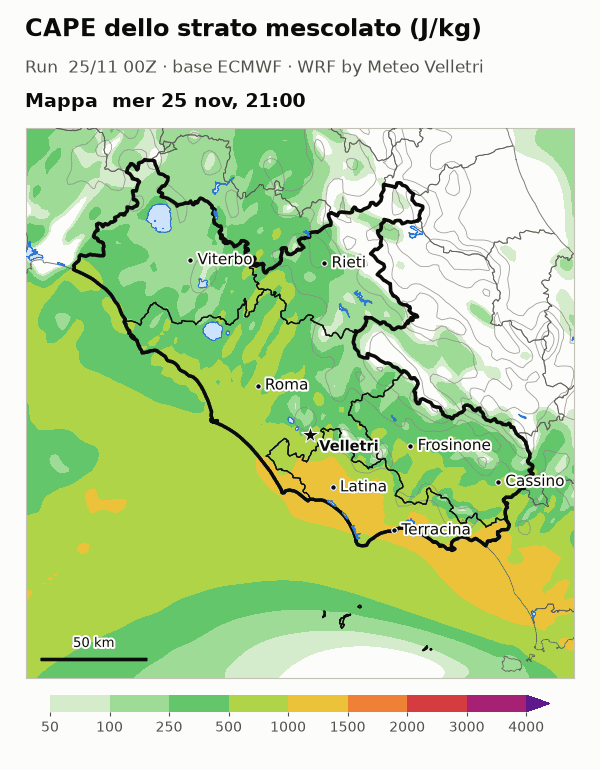 CAPE dello strato mescolato (J/kg)
Run  25/11 00Z · base ECMWF · WRF by Meteo Velletri
Mappa  mer 25 nov, 21:00
Viterbo
Rieti
Roma
Velletri
Frosinone
Cassino
Latina
Terracina
50 km
50 100 250 500 1000 1500 2000 3000 4000